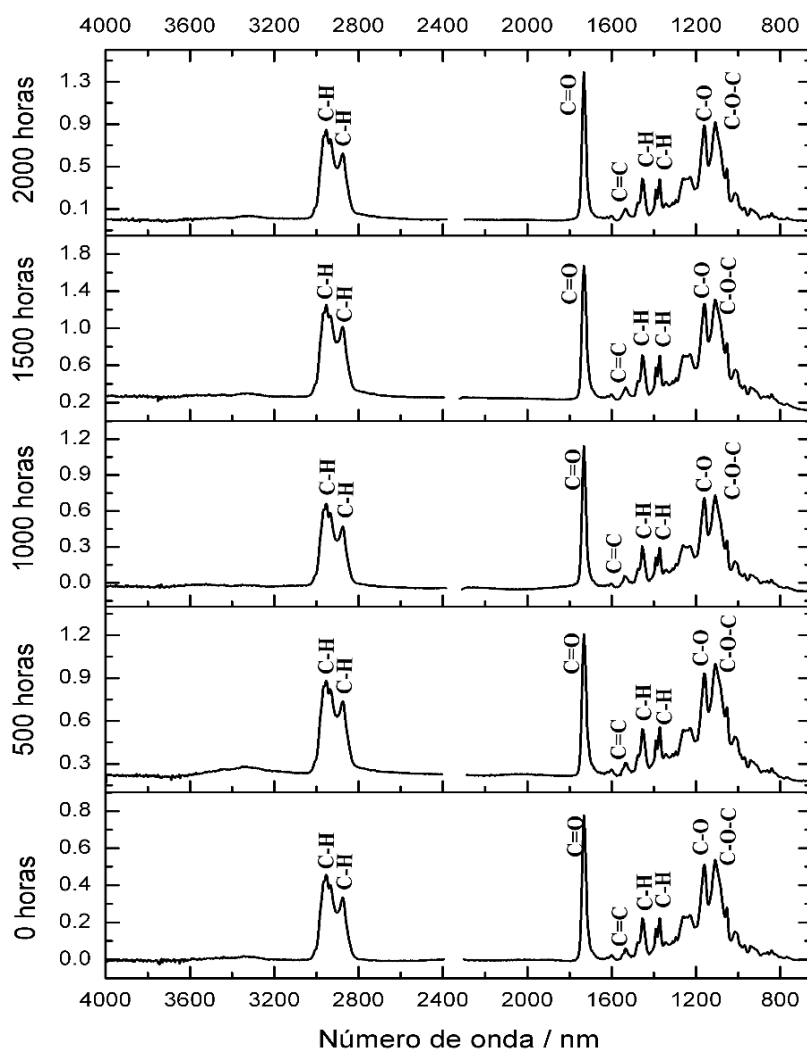 4000 3600 3200 2800 2400 2000 1600 1200 800
2000 horas
1.3
0.9
0.5
0.1
C-H
C-H
C=O
C=C
C-H
C-H
C-O
C-O-C
1500 horas
1.8
1.4
1.0
0.6
0.2
C-H
C-H
C=O
C=C
C-H
C-H
C-O
C-O-C
1000 horas
1.2
0.9
0.6
0.3
0.0
C-H
C-H
C=O
C=C
C-H
C-H
C-O
C-O-C
500 horas
1.2
0.9
0.6
0.3
C-H
C-H
C=O
C=C
C-H
C-H
C-O
C-O-C
0 horas
0.8
0.6
0.4
0.2
0.0
C-H
C-H
C=O
C=C
C-H
C-H
C-O
C-O-C
4000 3600 3200 2800 2400 2000 1600 1200 800
Número de onda / nm